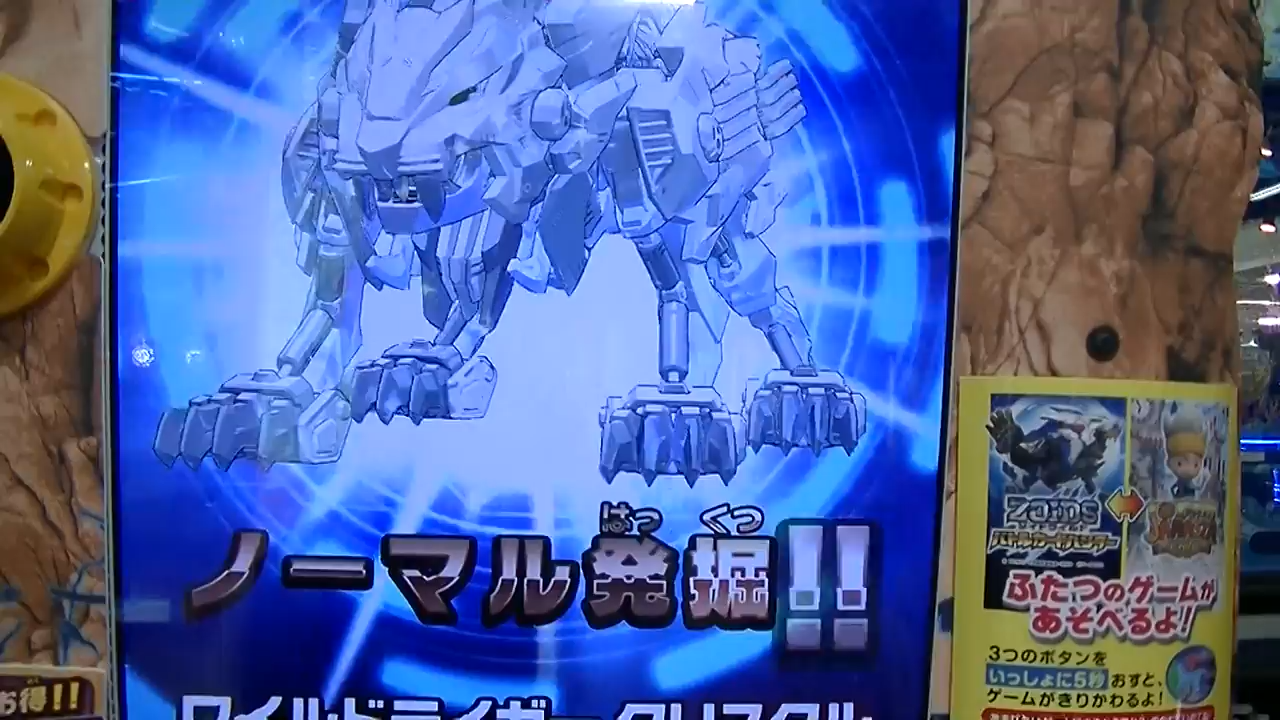 はっくつ
ノーマル発掘!!
ワイルドライガー クリスタル
お得!!
ZOIDS
ワイルド
バトルカードハンター
ふたつのゲームが
あそべるよ!
3つのボタンを
いっしょに5秒おすと、
ゲームがきりかわるよ!